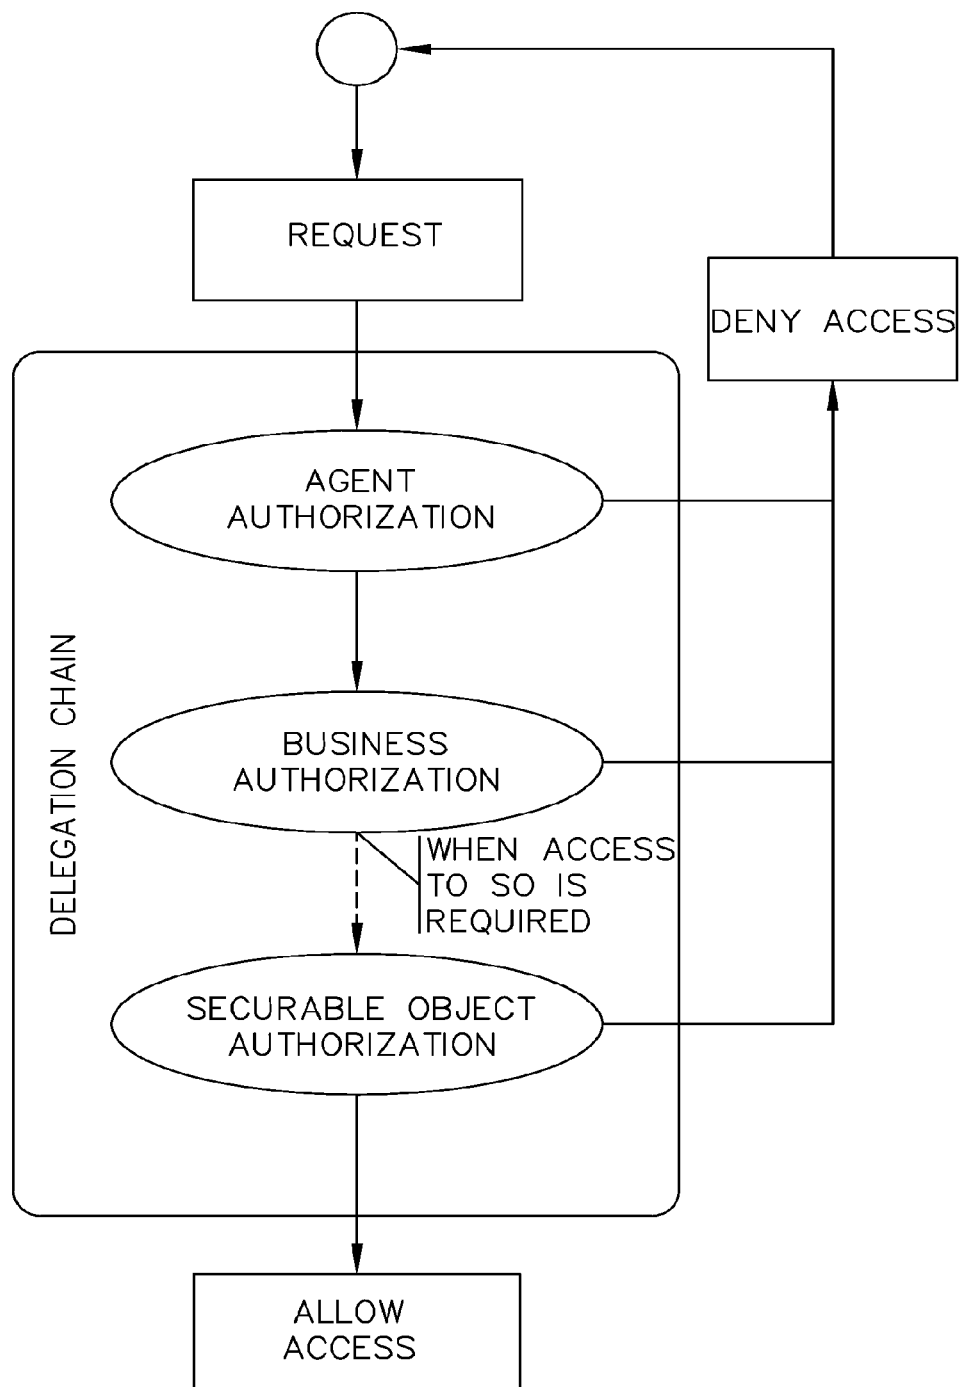 REQUEST
DENY ACCESS
AGENT
AUTHORIZATION
DELEGATION CHAIN
BUSINESS
AUTHORIZATION
WHEN ACCESS
TO SO IS
REQUIRED
SECURABLE OBJECT
AUTHORIZATION
ALLOW
ACCESS